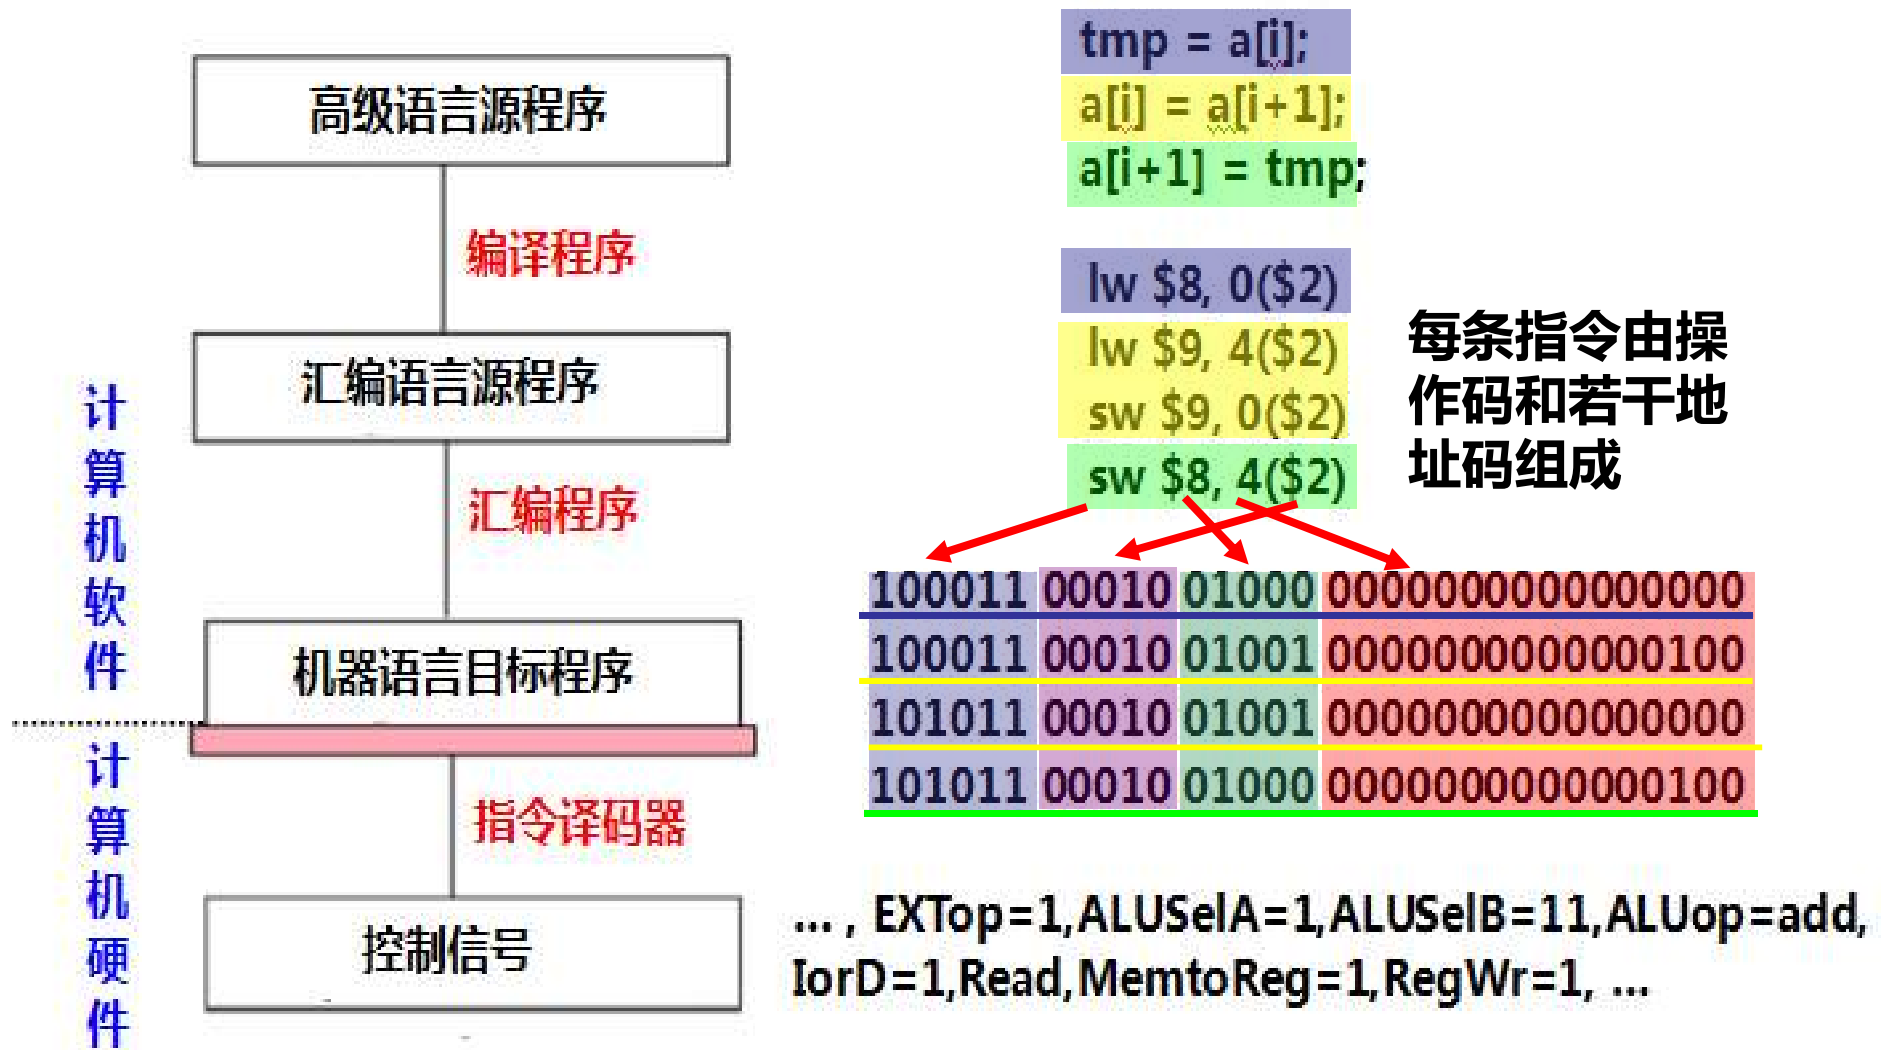 高级语言源程序
编译程序
汇编语言源程序
汇编程序
机器语言目标程序
指令译码器
控制信号
计算机软件
计算机硬件
tmp = a[i];
a[i] = a[i+1];
a[i+1] = tmp;
lw $8, 0($2)
lw $9, 4($2)
sw $9, 0($2)
sw $8, 4($2)
每条指令由操
作码和若干地
址码组成
100011 00010 01000 0000000000000000
100011 00010 01001 0000000000000100
101011 00010 01001 0000000000000000
101011 00010 01000 0000000000000100
... , EXTop=1,ALUSelA=1,ALUSelB=11,ALUop=add,
IorD=1,Read,MemtoReg=1,RegWr=1, ...